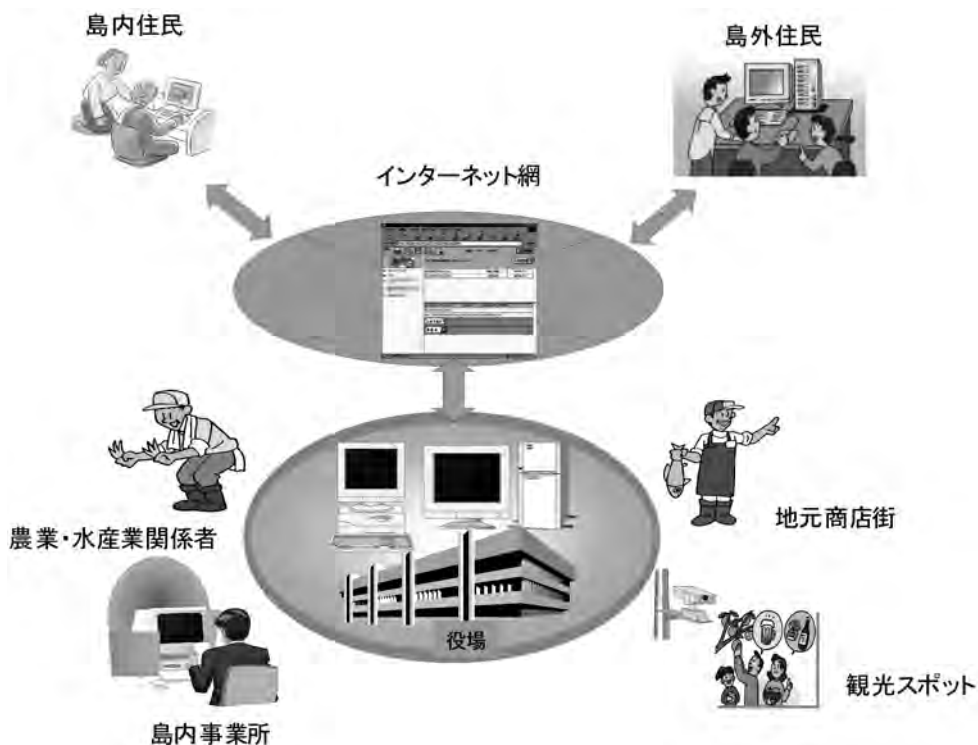 島内住民
島外住民
インターネット網
農業・水産業関係者
地元商店街
役場
島内事業所
観光スポット